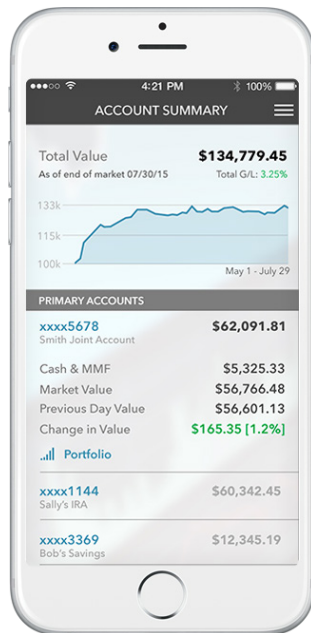 4:21 PM 100%
ACCOUNT SUMMARY
Total Value $134,779.45
As of end of market 07/30/15 Total G/L: 3.25%
133k
115k
100k
May 1 - July 29
PRIMARY ACCOUNTS
xxxx5678 $62,091.81
Smith Joint Account
Cash & MMF $5,325.33
Market Value $56,766.48
Previous Day Value $56,601.13
Change in Value $165.35 [1.2%]
Portfolio
xxxx1144 $60,342.45
Sally's IRA
xxxx3369 $12,345.19
Bob's Savings